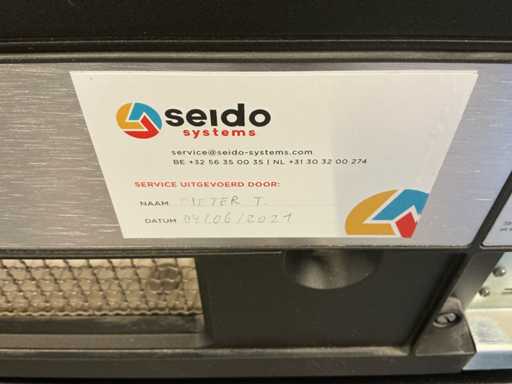 seido
systems
service@seido-systems.com
BE +32 56 35 00 35 | NL +31 30 32 00 274
SERVICE UITGEVOERD DOOR:
NAAM PIETER T.
DATUM 04/06/2021